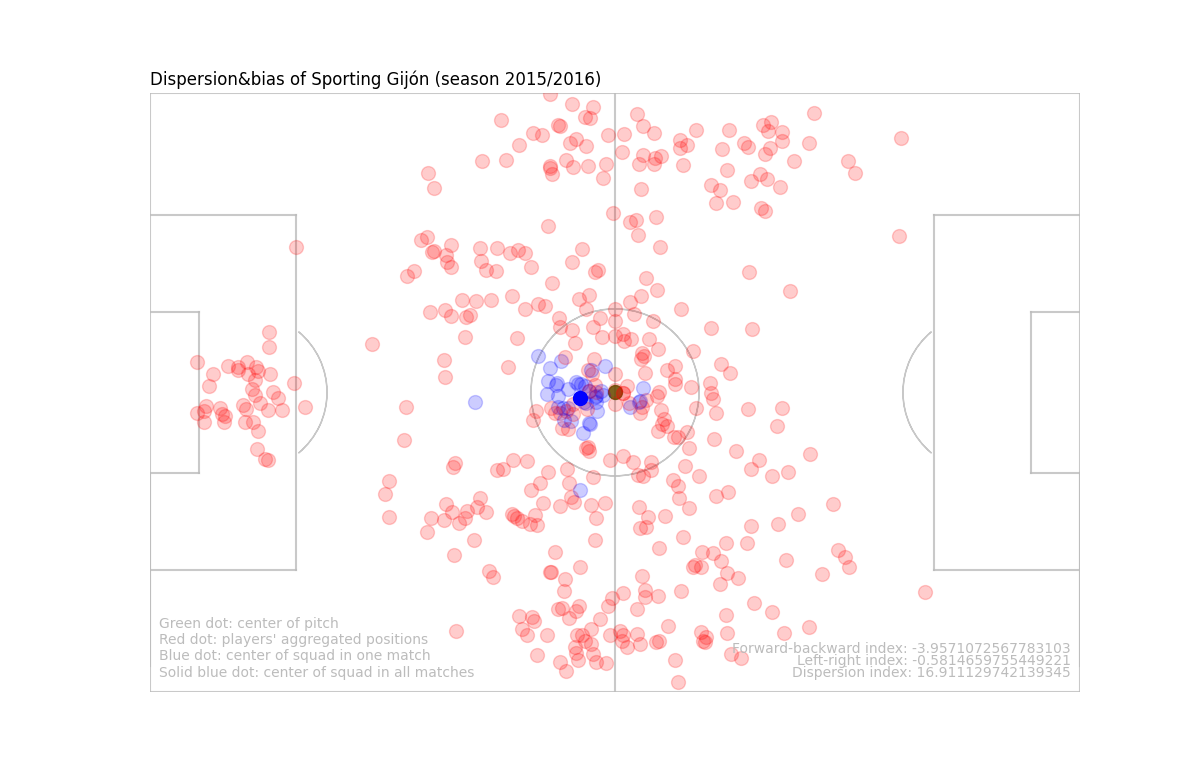 Dispersion&bias of Sporting Gijón (season 2015/2016)
Green dot: center of pitch
Red dot: players' aggregated positions
Blue dot: center of squad in one match
Solid blue dot: center of squad in all matches
Forward-backward index: -3.9571072567783103
Left-right index: -0.5814659755449221
Dispersion index: 16.911129742139345